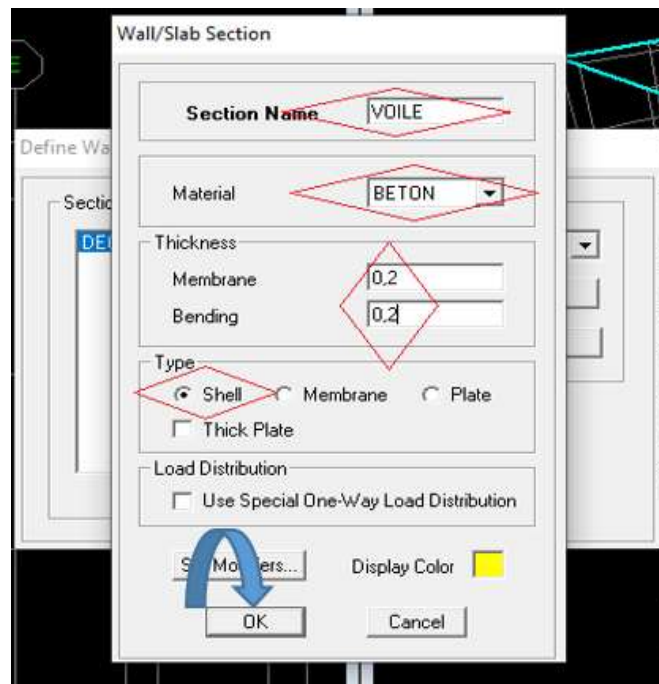 Wall/Slab Section
E
Section Name VOILE
Define Wa
Material BETON
Sectio
Thickness
Membrane 0,2
Bending 0,2
Type
Shell Membrane Plate
Thick Plate
Load Distribution
Use Special One-Way Load Distribution
Display Color
OK Cancel